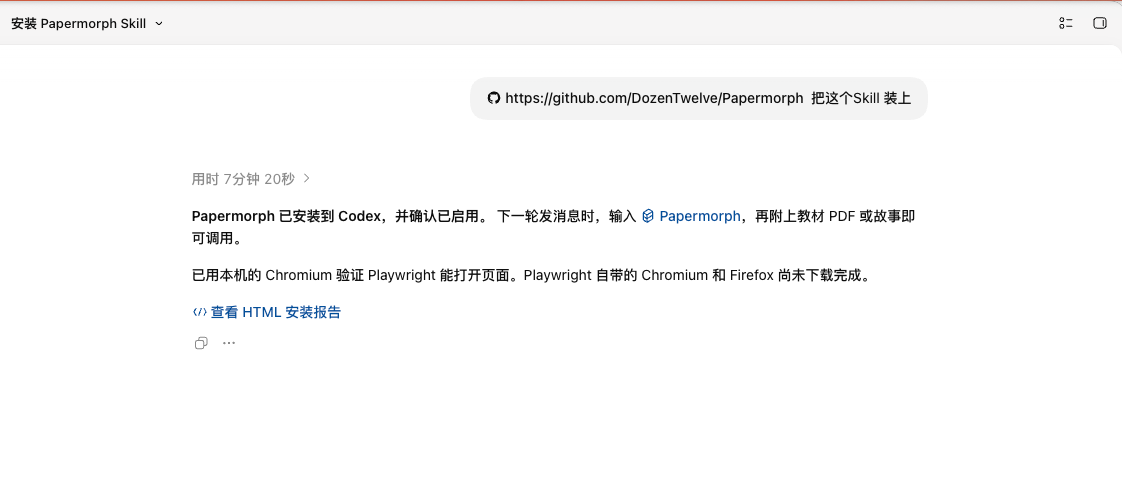 安装 Papermorph Skill
https://github.com/DozenTwelve/Papermorph 把这个Skill 装上
用时 7分钟 20秒
Papermorph 已安装到 Codex，并确认已启用。 下一轮发消息时，输入 Papermorph，再附上教材 PDF 或故事即
可调用。
已用本机的 Chromium 验证 Playwright 能打开页面。Playwright 自带的 Chromium 和 Firefox 尚未下载完成。
查看 HTML 安装报告